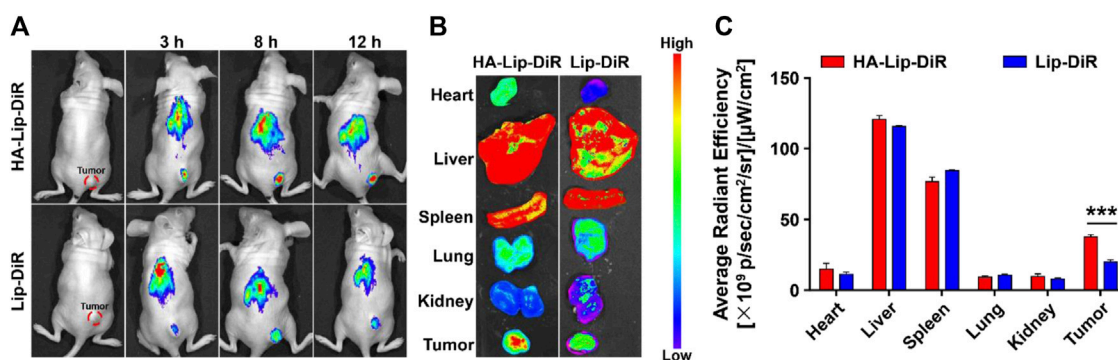 A
3 h 8 h 12 h
HA-Lip-DiR
Tumor
Lip-DiR
Tumor
B
HA-Lip-DiR Lip-DiR
Heart
Liver
Spleen
Lung
Kidney
Tumor
High
Low
C
HA-Lip-DiR Lip-DiR
Average Radiant Efficiency
[×10⁹ p/sec/cm²/sr]/[µW/cm²]
150
100
50
0
***
Heart Liver Spleen Lung Kidney Tumor